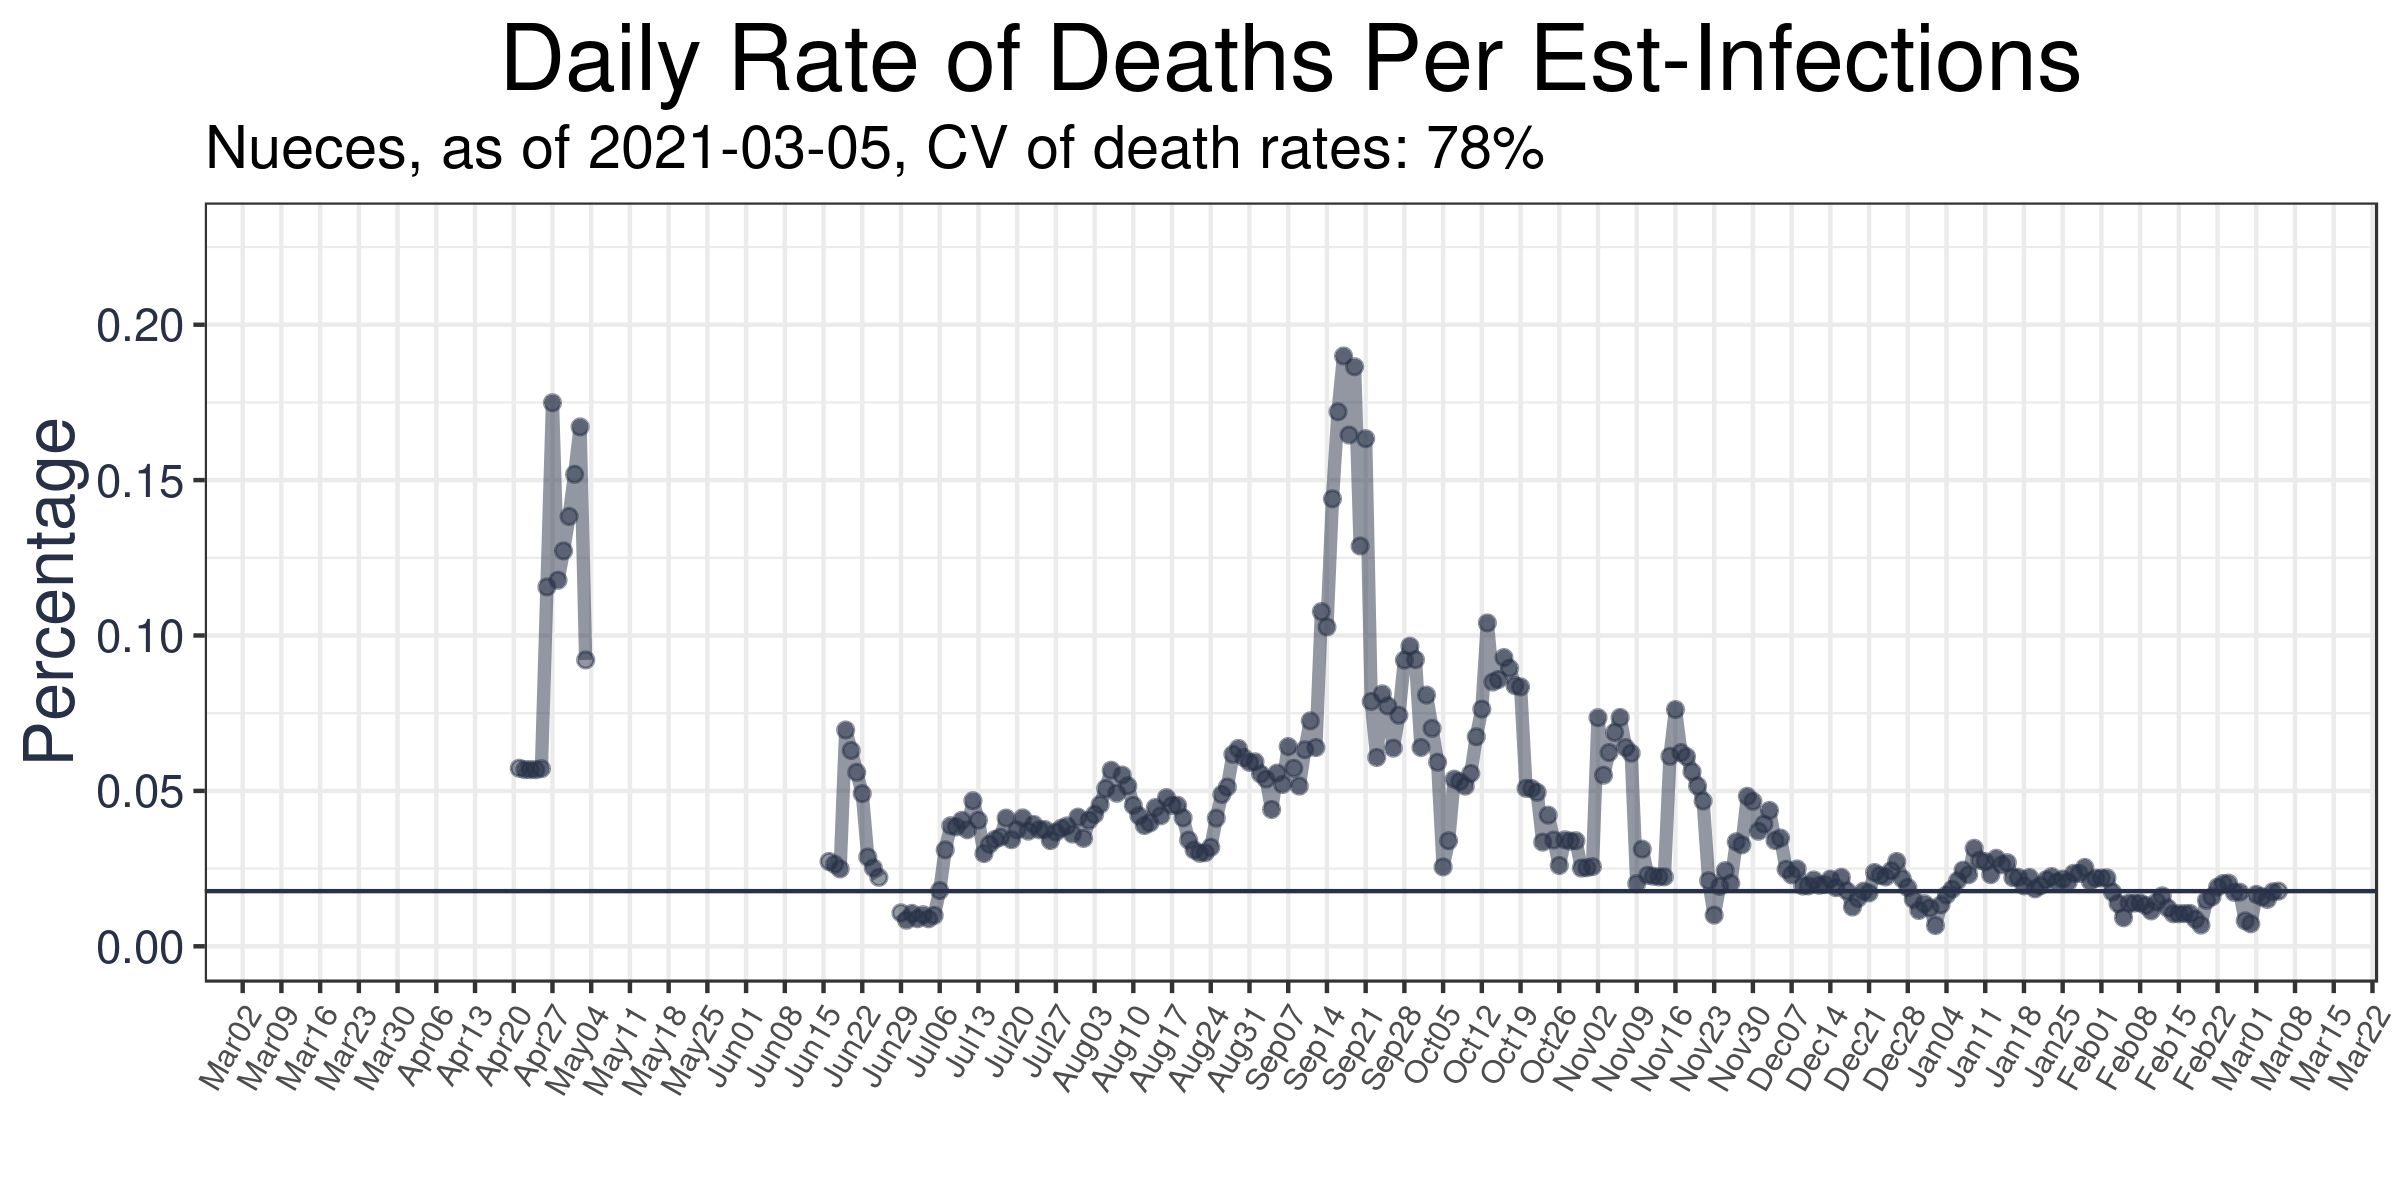 Daily Rate of Deaths Per Est-Infections
Nueces, as of 2021-03-05, CV of death rates: 78%
Percentage
0.20
0.15
0.10
0.05
0.00
Mar02
Mar09
Mar16
Mar23
Mar30
Apr06
Apr13
Apr20
Apr27
May04
May11
May18
May25
Jun01
Jun08
Jun15
Jun22
Jun29
Jul06
Jul13
Jul20
Jul27
Aug03
Aug10
Aug17
Aug24
Aug31
Sep07
Sep14
Sep21
Sep28
Oct05
Oct12
Oct19
Oct26
Nov02
Nov09
Nov16
Nov23
Nov30
Dec07
Dec14
Dec21
Dec28
Jan04
Jan11
Jan18
Jan25
Feb01
Feb08
Feb15
Feb22
Mar01
Mar08
Mar15
Mar22